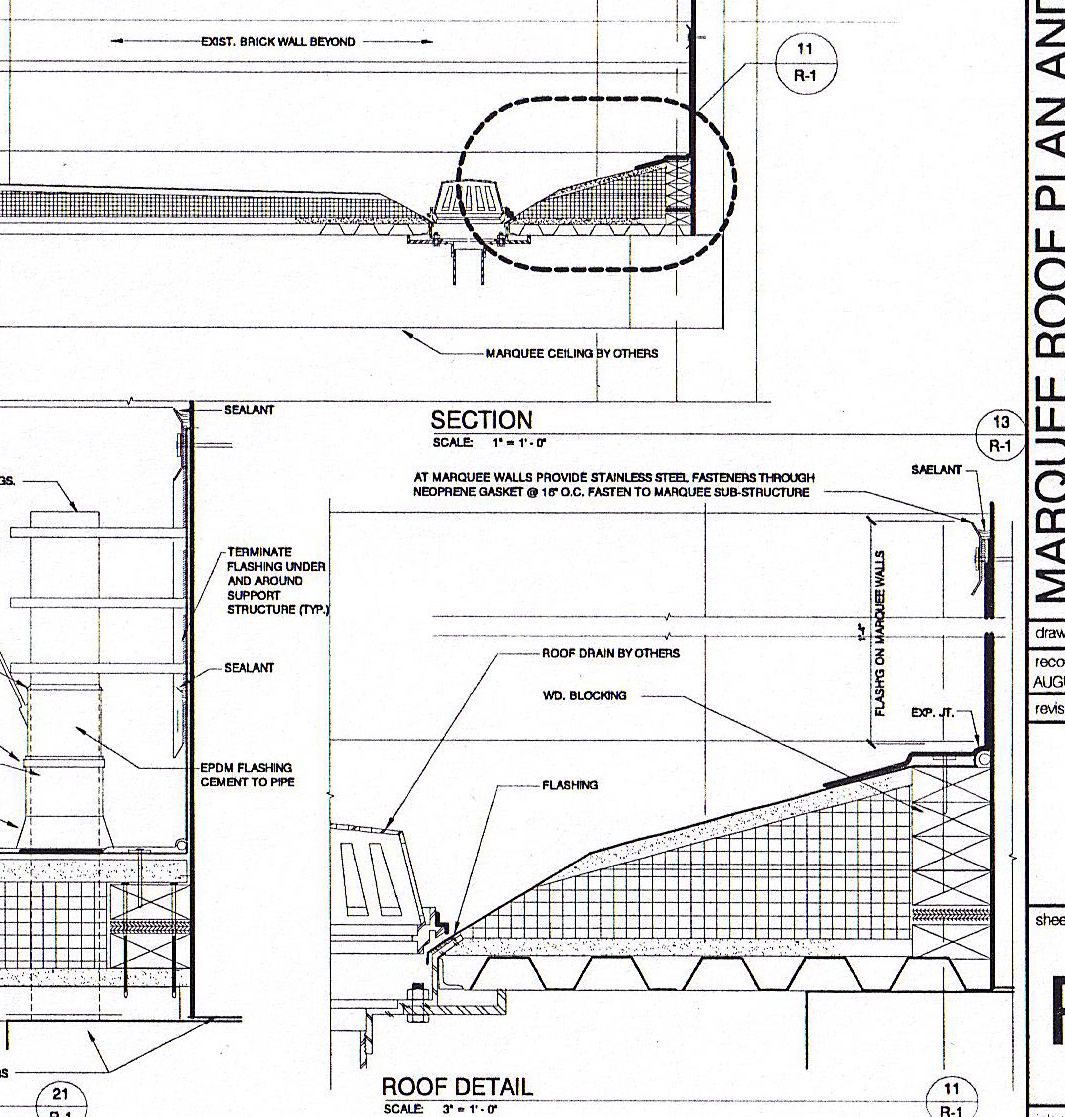 EXIST. BRICK WALL BEYOND
11
R-1
MARQUEE CEILING BY OTHERS
SECTION
SCALE: 1" = 1'- 0"
13
R-1
SEALANT
GS.
TERMINATE
FLASHING UNDER
AND AROUND
SUPPORT
STRUCTURE (TYP.)
SEALANT
EPDM FLASHING
CEMENT TO PIPE
21
R-1
AT MARQUEE WALLS PROVIDE STAINLESS STEEL FASTENERS THROUGH
NEOPRENE GASKET @ 16" O.C. FASTEN TO MARQUEE SUB-STRUCTURE
SAELANT
1'-4"
FLASH'G ON MARQUEE WALLS
ROOF DRAIN BY OTHERS
WD. BLOCKING
EXP. JT.
FLASHING
ROOF DETAIL
SCALE: 3" = 1'- 0"
11
R-1
MARQUEE ROOF PLAN AND
draw
reco
AUGU
revis
shee